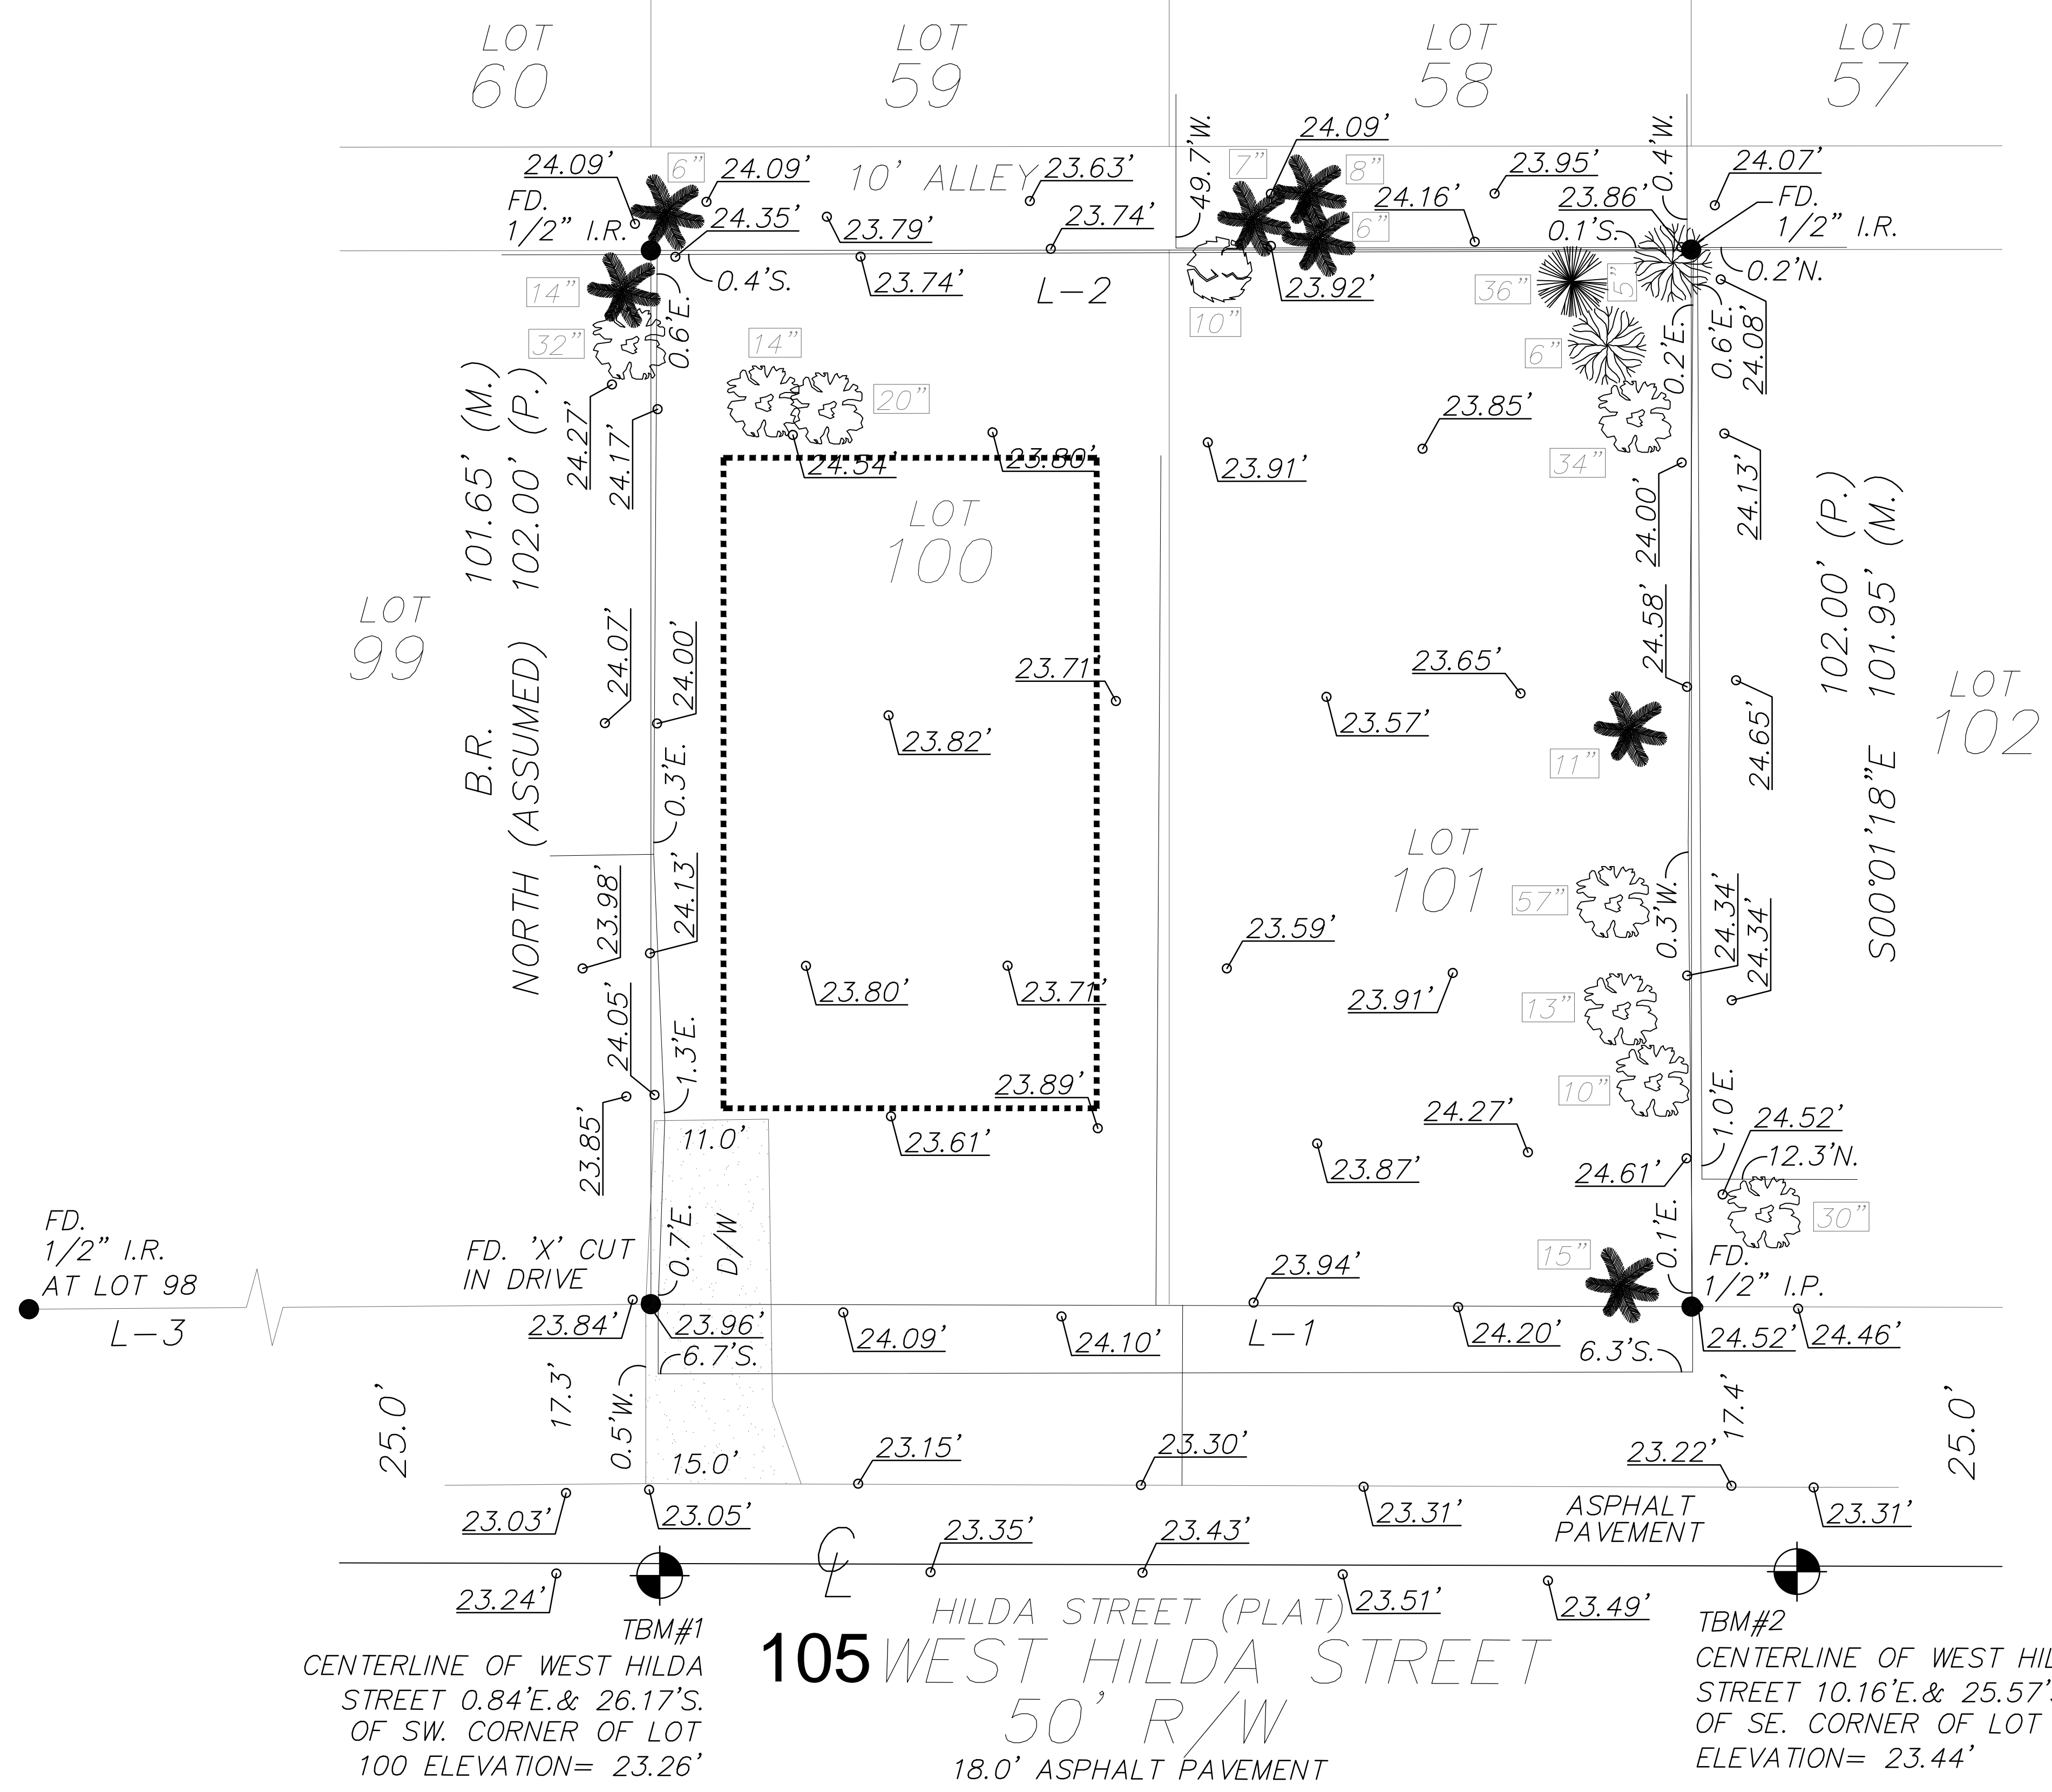 LOT
60
LOT
59
LOT
58
LOT
57
24.09’
6”
24.09’
10’ ALLEY
23.63’
49.7’W.
7”
24.09’
8”
6”
23.95’
24.16’
23.86’
0.4’W.
24.07’
FD.
1/2” I.R.
24.35’
23.79’
23.74’
0.1’S.
FD.
1/2” I.R.
14”
0.6’E.
0.4’S.
23.74’
L-2
23.92’
10”
36”
5”
0.2’N.
32”
14”
20”
6”
0.2’E.
0.6’E.
24.08’
101.65’ (M.)
102.00’ (P.)
24.27’
24.17’
24.54’
23.80’
23.91’
23.85’
34”
24.00’
24.13’
LOT
100
102.00’ (P.)
101.95’ (M.)
LOT
99
24.07’
24.00’
23.71’
23.82’
23.65’
23.57’
24.58’
11”
24.65’
LOT
102
B.R.
NORTH (ASSUMED)
0.3’E.
S00°01’18”E
LOT
101
23.98’
24.13’
23.80’
23.71’
23.59’
23.91’
57”
0.3’W.
24.34’
24.34’
13”
24.05’
1.3’E.
23.85’
23.89’
10”
1.0’E.
11.0’
23.61’
23.87’
24.27’
24.61’
24.52’
12.3’N.
30”
FD.
1/2” I.R.
AT LOT 98
L-3
FD. ’X’ CUT
IN DRIVE
0.7’E.
D/W
15”
0.1’E.
FD.
1/2” I.P.
23.84’
23.96’
24.09’
24.10’
23.94’
L-1
24.20’
24.52’
24.46’
6.7’S.
6.3’S.
25.0’
17.3’
0.5’W.
15.0’
23.15’
23.30’
23.22’
17.4’
25.0’
23.03’
23.05’
23.35’
23.43’
23.31’
ASPHALT
PAVEMENT
23.31’
23.24’
23.51’
23.49’
HILDA STREET (PLAT)
105 WEST HILDA STREET
50’ R/W
18.0’ ASPHALT PAVEMENT
TBM#1
CENTERLINE OF WEST HILDA
STREET 0.84’E.& 26.17’S.
OF SW. CORNER OF LOT
100 ELEVATION= 23.26’
TBM#2
CENTERLINE OF WEST HIL
STREET 10.16’E.& 25.57’
OF SE. CORNER OF LOT
ELEVATION= 23.44’